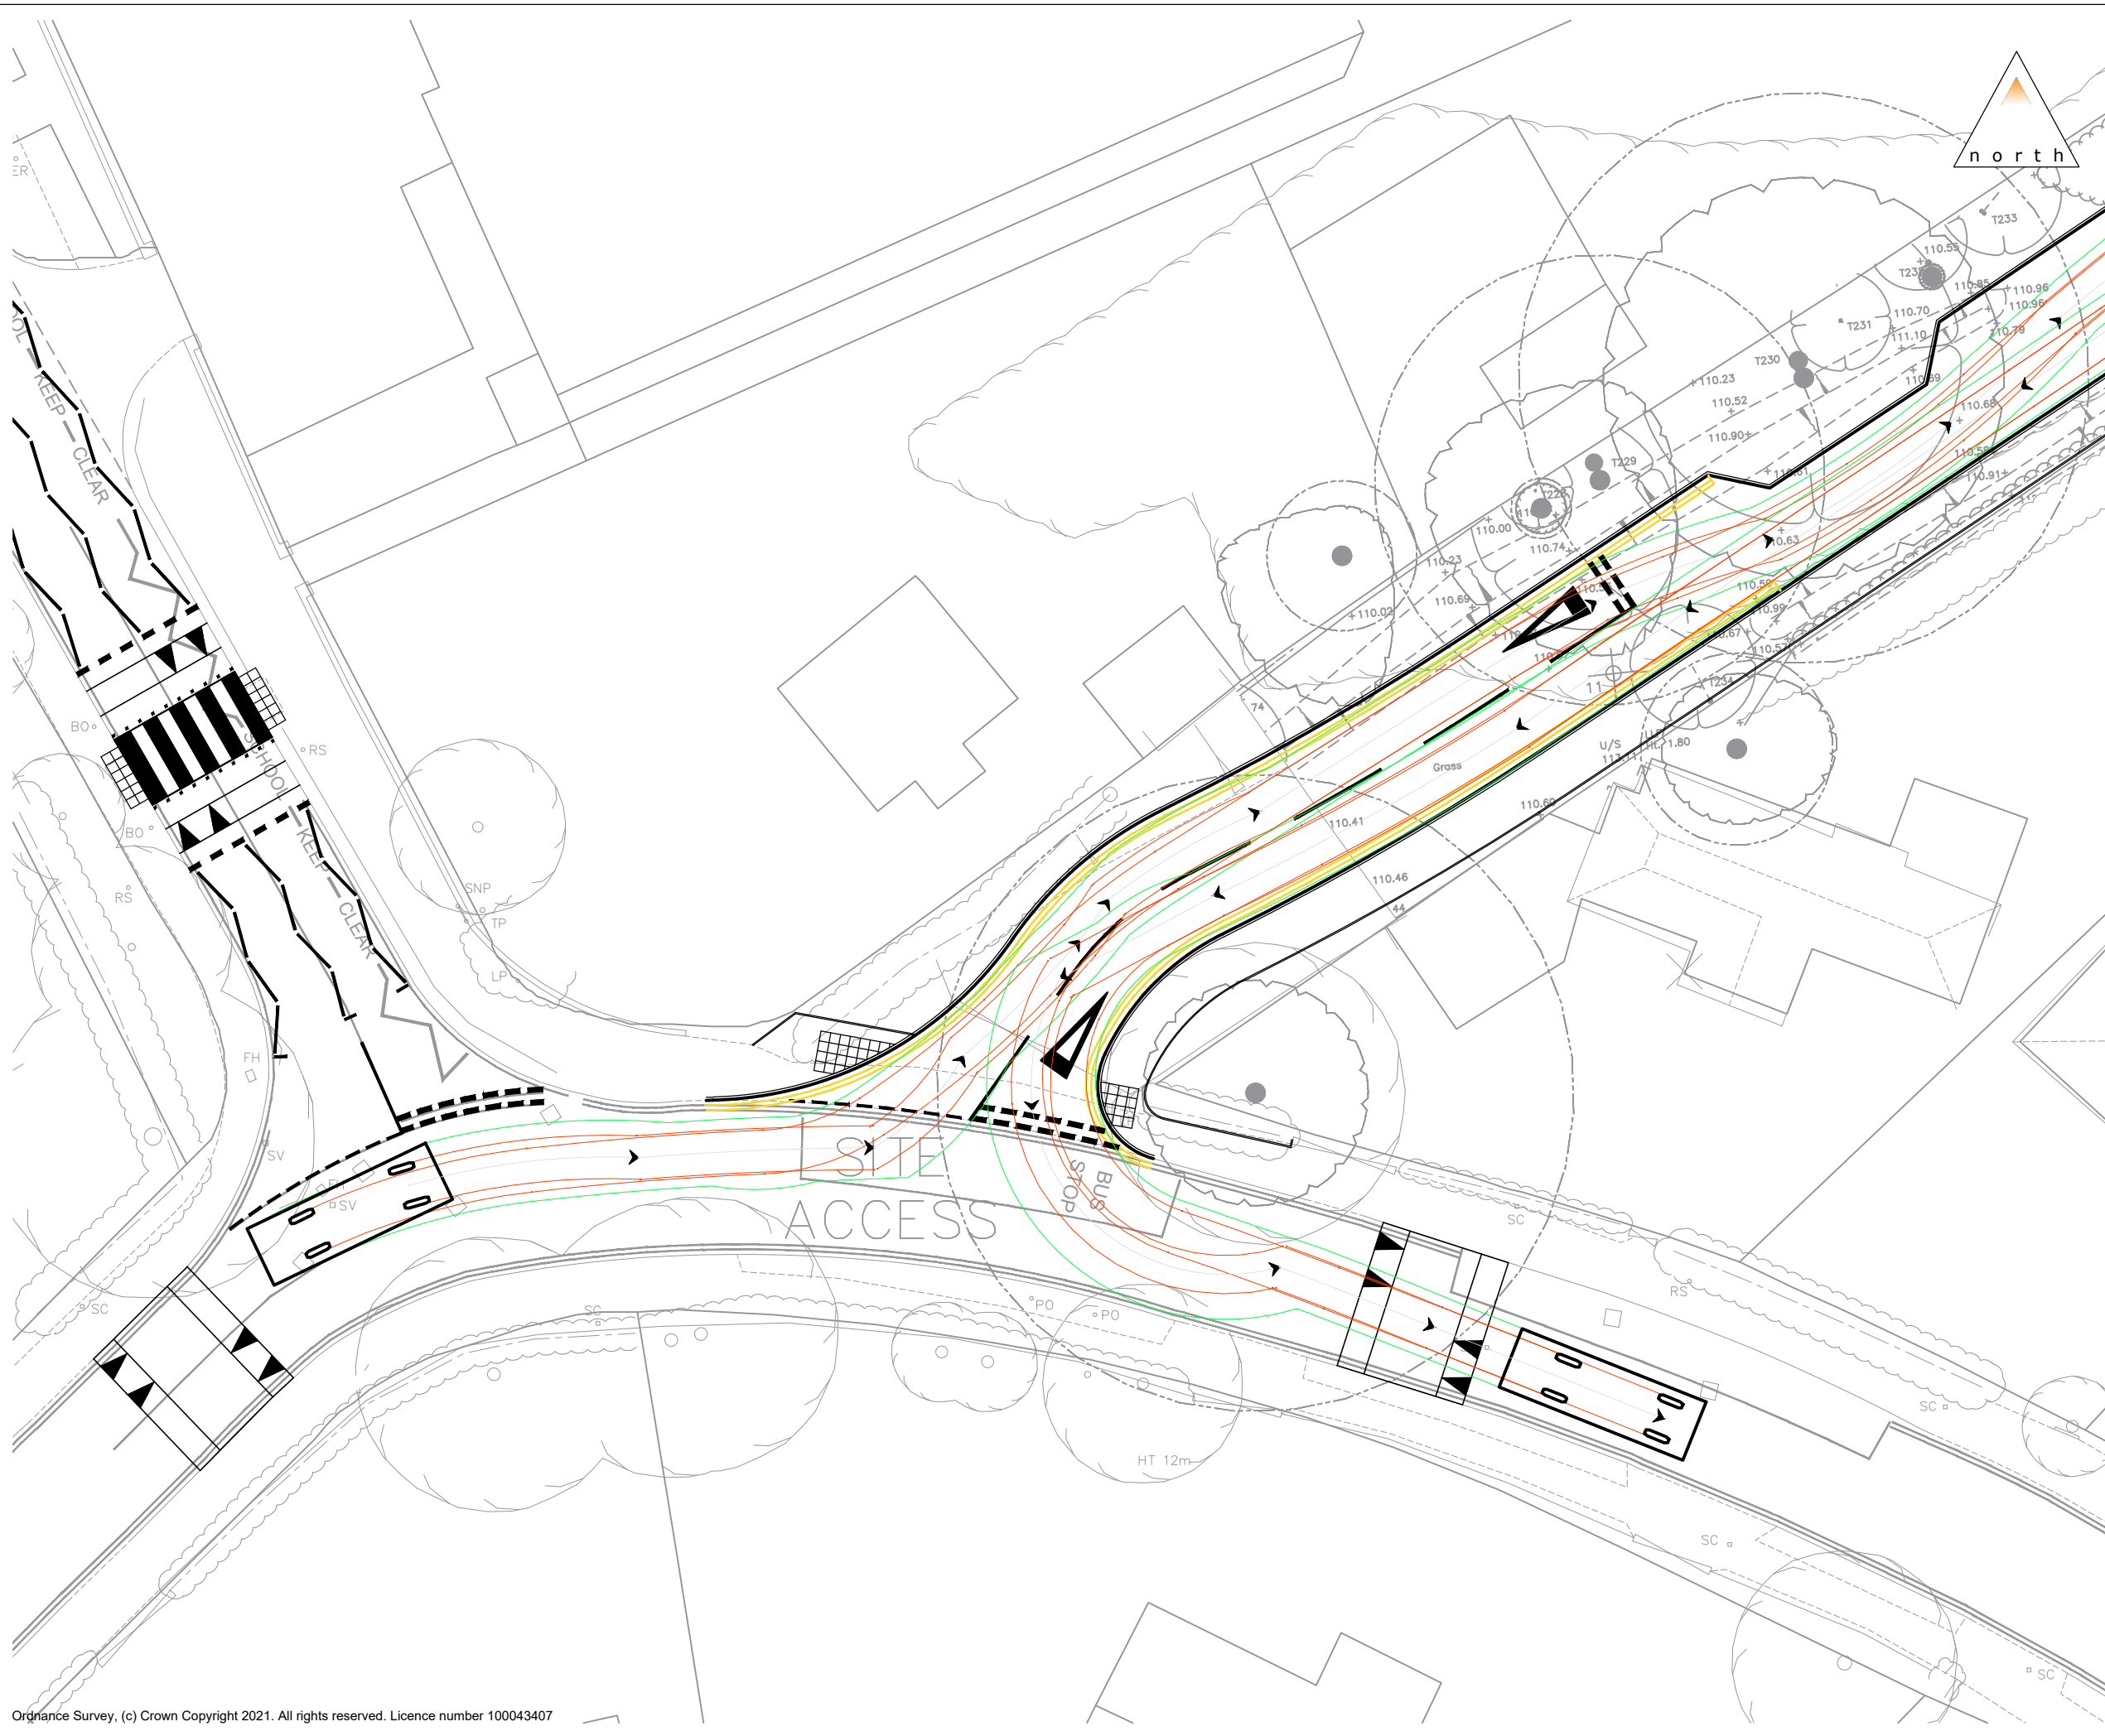 north
ER
T233
110.55
110.85
110.96
110.96
110.70
T231
111.10
110.79
T230
110.23
110.69
110.52
110.68
110.90
KEEP
CLEAR
T229
110.91
110.00
110.74
110.63
110.23
110.69
110.02
110.99
110.57
T234
11
74
BO
RS
SCHOOL
KEEP
CLEAR
U/S
1.80
Grass
110.60
110.41
BO
110.46
44
RS
SNP
TP
LP
FH
SV
SITE
ACCESS
BUS
STOP
SV
SC
SC
SC
PO
PO
RS
SC
HT 12m
SC
SC
Ordnance Survey, (c) Crown Copyright 2021. All rights reserved. Licence number 100043407